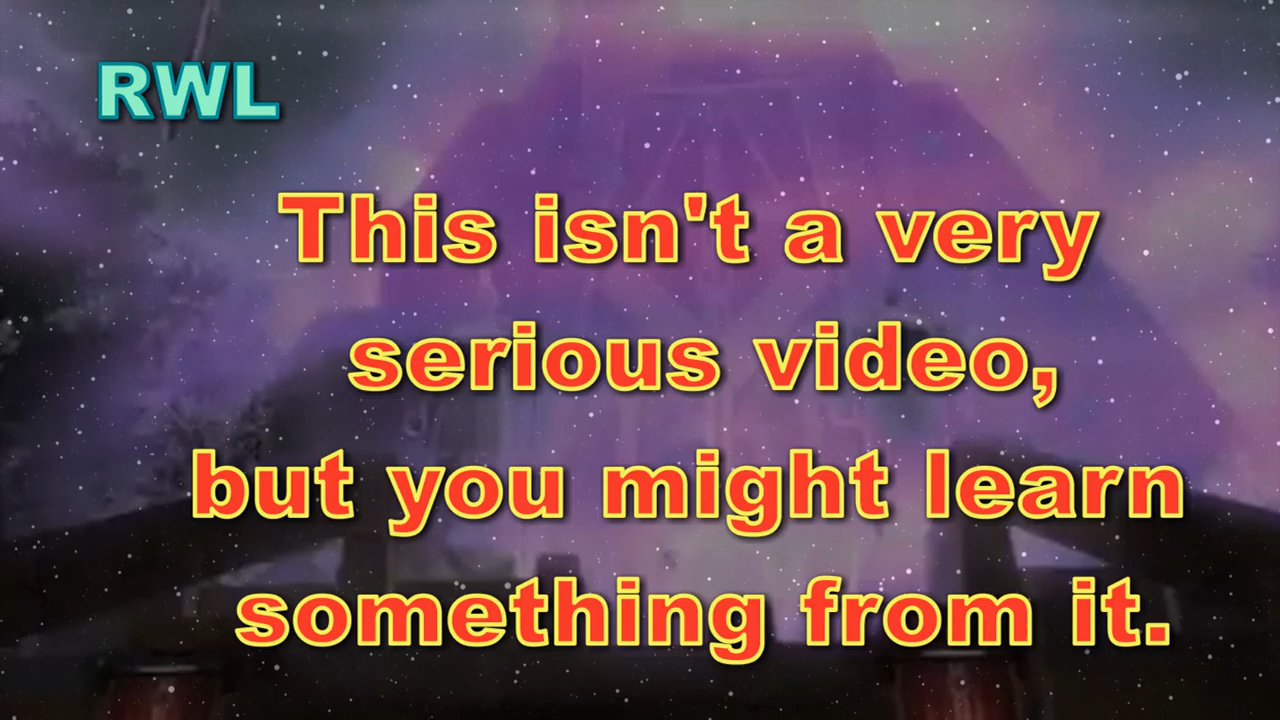 RWL
This isn't a very
serious video,
but you might learn
something from it.